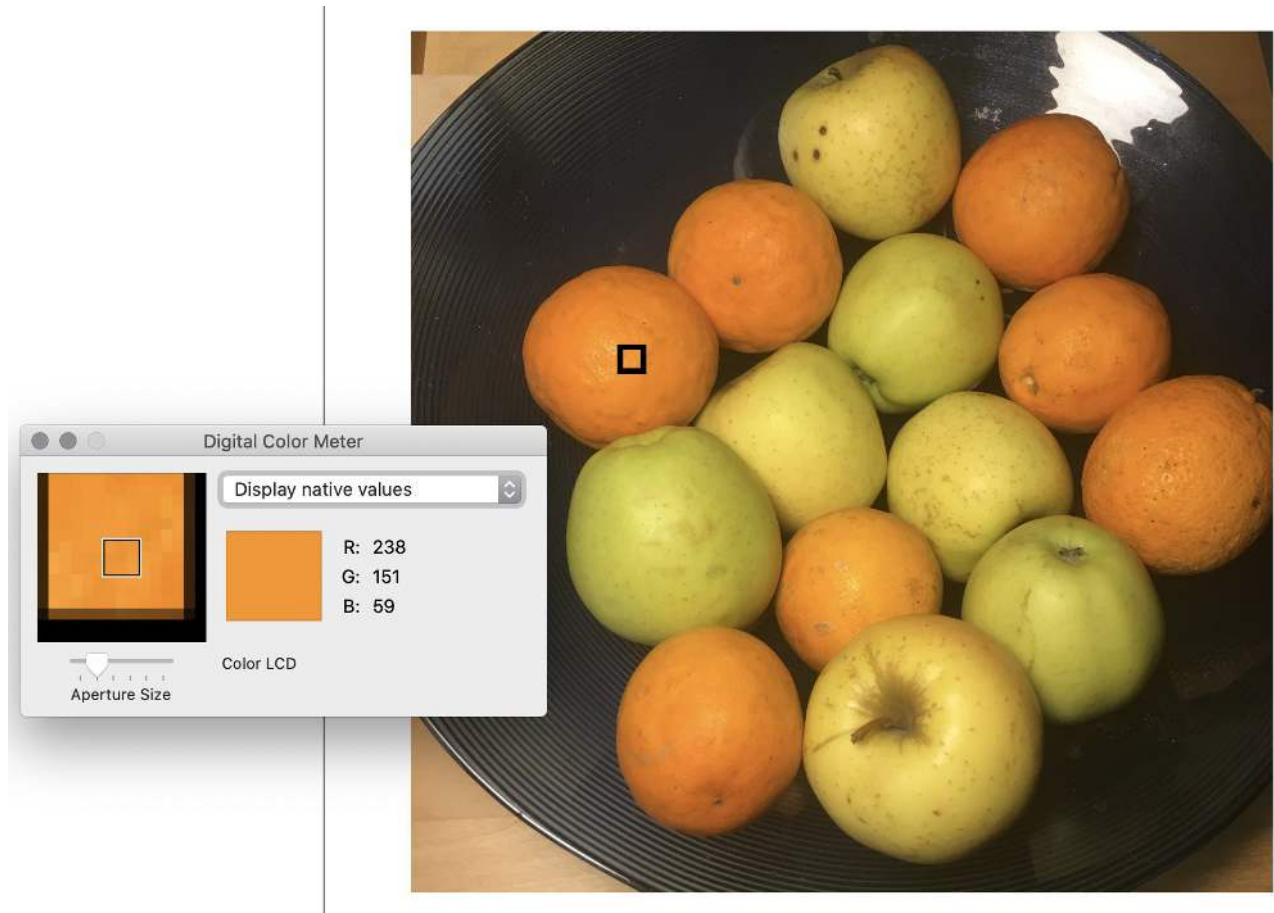 Digital Color Meter
Display native values
R: 238
G: 151
B: 59
Color LCD
Aperture Size